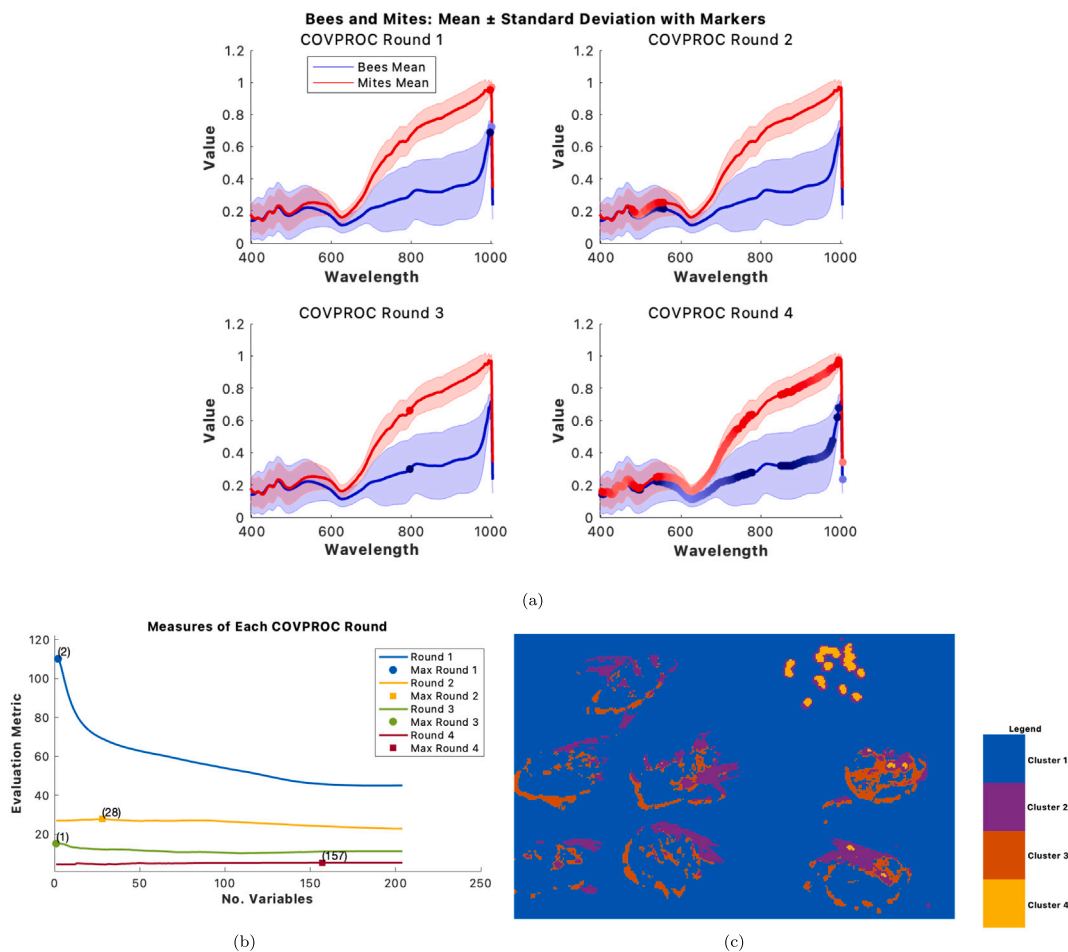 Bees and Mites: Mean ± Standard Deviation with Markers
COVPROC Round 1
1.2
1
0.8
0.6
0.4
0.2
0
Value
Bees Mean
Mites Mean
400 600 800 1000
Wavelength
COVPROC Round 2
1.2
1
0.8
0.6
0.4
0.2
0
Value
400 600 800 1000
Wavelength
COVPROC Round 3
1.2
1
0.8
0.6
0.4
0.2
0
Value
400 600 800 1000
Wavelength
COVPROC Round 4
1.2
1
0.8
0.6
0.4
0.2
0
Value
400 600 800 1000
Wavelength
(a)
Measures of Each COVPROC Round
120
100
80
60
40
20
Evaluation Metric
(2)
(28)
(1)
(157)
Round 1
Max Round 1
Round 2
Max Round 2
Round 3
Max Round 3
Round 4
Max Round 4
0 50 100 150 200 250
No. Variables
(b)
Legend
Cluster 1
Cluster 2
Cluster 3
Cluster 4
(c)